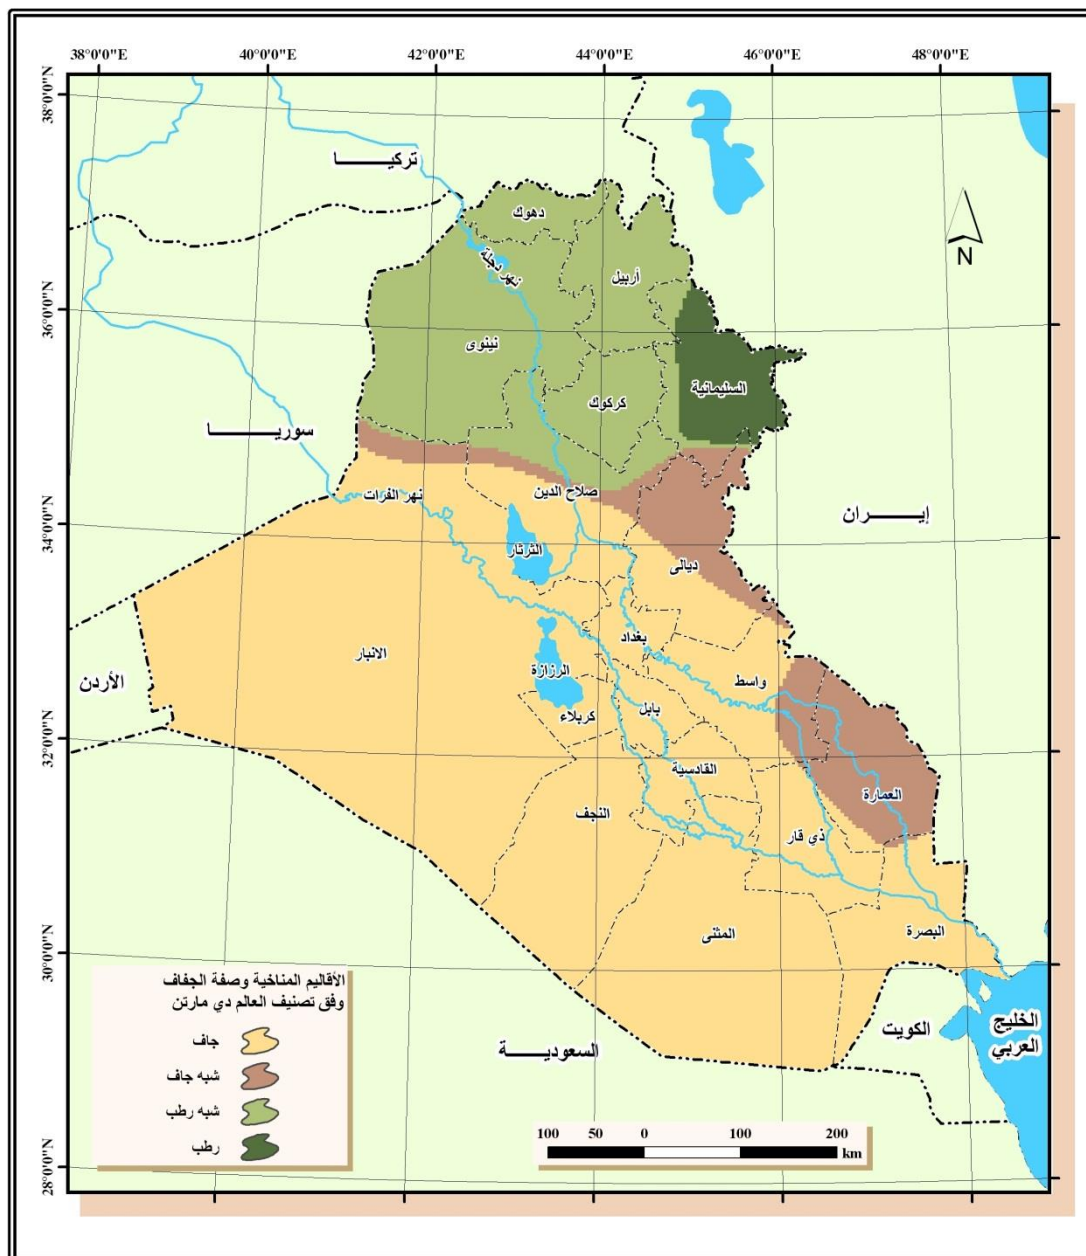 38°0'0"E
40°0'0"E
42°0'0"E
44°0'0"E
46°0'0"E
48°0'0"E
38°0'0"N
36°0'0"N
34°0'0"N
32°0'0"N
30°0'0"N
28°0'0"N
تركيـــــــا
دهوك
نهر دجلة
أربيل
N
نينوى
السليمانية
كركوك
سوريـــــــا
صلاح الدين
نهر الفرات
إيـــــــران
الثرثار
ديالى
بغداد
الانبار
الرزازة
واسط
الأردن
بابل
كربلاء
القادسية
العمارة
النجف
ذي قار
المثنى
البصرة
الكويت
الخليج
العربي
السعوديـــــــة
الأقاليم المناخية وصفة الجفاف
وفق تصنيف العالم دي مارتن
جاف
شبه جاف
شبه رطب
رطب
100 50 0 100 200
km